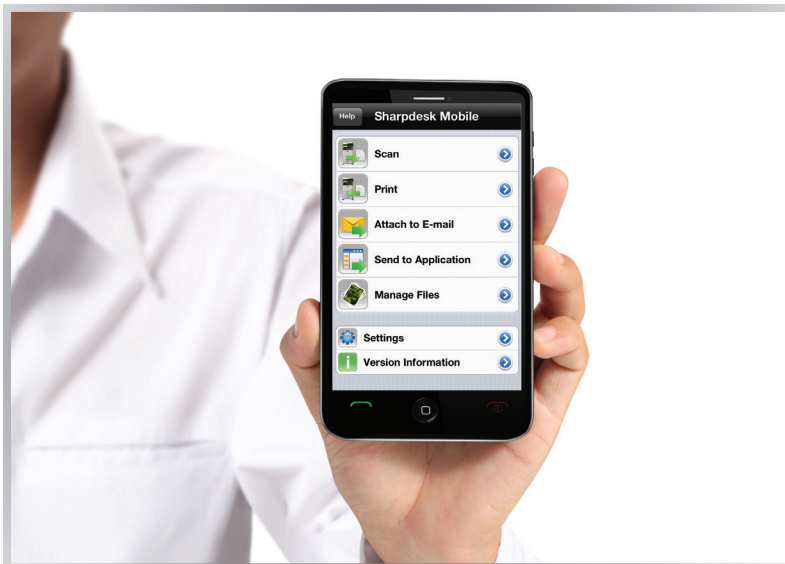 Help
Sharpdesk Mobile
Scan
Print
Attach to E-mail
Send to Application
Manage Files
Settings
Version Information